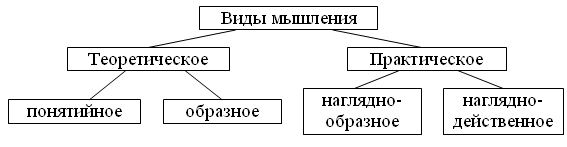 Виды мышления
Теоретическое
Практическое
понятийное
образное
наглядно-
образное
наглядно-
действенное